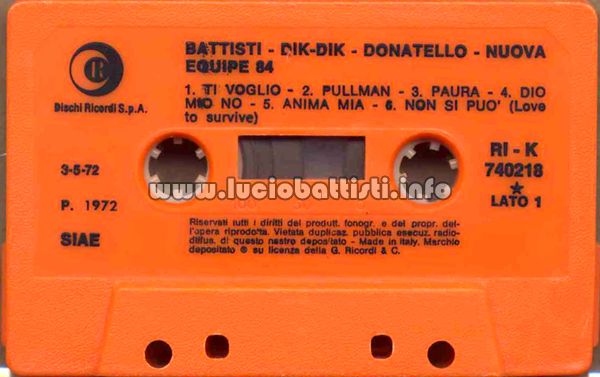 BATTISTI - DIK-DIK - DONATELLO - NUOVA
EQUIPE 84
1. TI VOGLIO - 2. PULLMAN - 3. PAURA - 4. DIO
MIO NO - 5. ANIMA MIA - 6. NON SI PUO' (Love
to survive)
R
Dischi Ricordi S.p.A.
3-5-72
P. 1972
SIAE
RI - K
740218
★
LATO 1
www.luciobattisti.info
100 50
Riservati tutti i diritti del produtt. fonogr. e del propr. del-
l'opera riprodotta. Vietata duplicaz. pubblica esecuz. radio-
diffus. di questo nastro depositato - Made in Italy. Marchio
depositato ® su licenza della G. Ricordi & C.